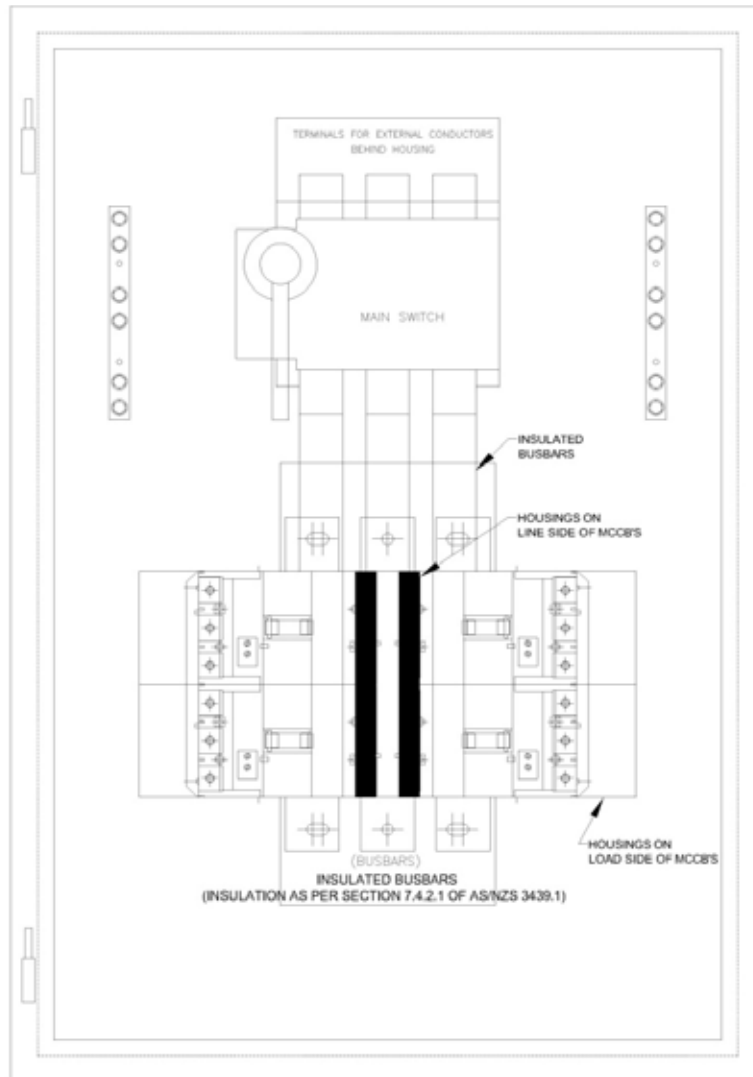 TERMINALS FOR EXTERNAL CONDUCTORS
BEHIND HOUSING
MAIN SWITCH
INSULATED
BUSBARS
HOUSINGS ON
LINE SIDE OF MCCB'S
HOUSINGS ON
LOAD SIDE OF MCCB'S
(BUSBARS)
INSULATED BUSBARS
(INSULATION AS PER SECTION 7.4.2.1 OF AS/NZS 3439.1)